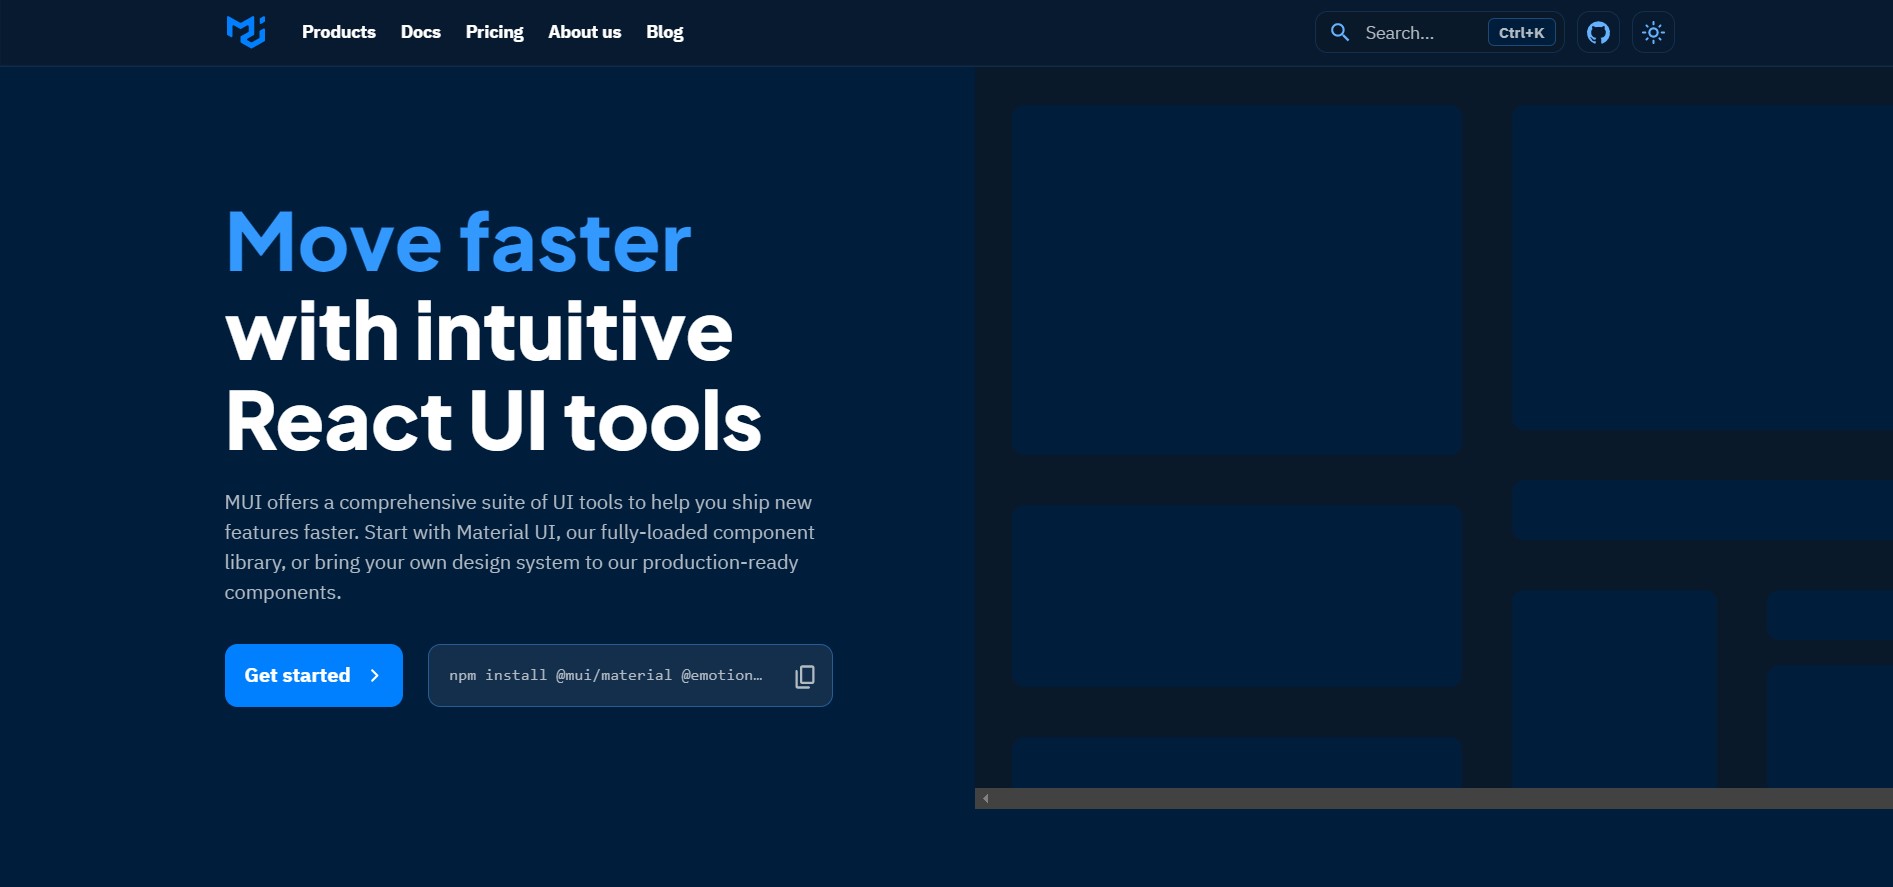 Products Docs Pricing About us Blog Search... Ctrl+K
Move faster
with intuitive
React UI tools
MUI offers a comprehensive suite of UI tools to help you ship new
features faster. Start with Material UI, our fully-loaded component
library, or bring your own design system to our production-ready
components.
Get started
npm install @mui/material @emotion…